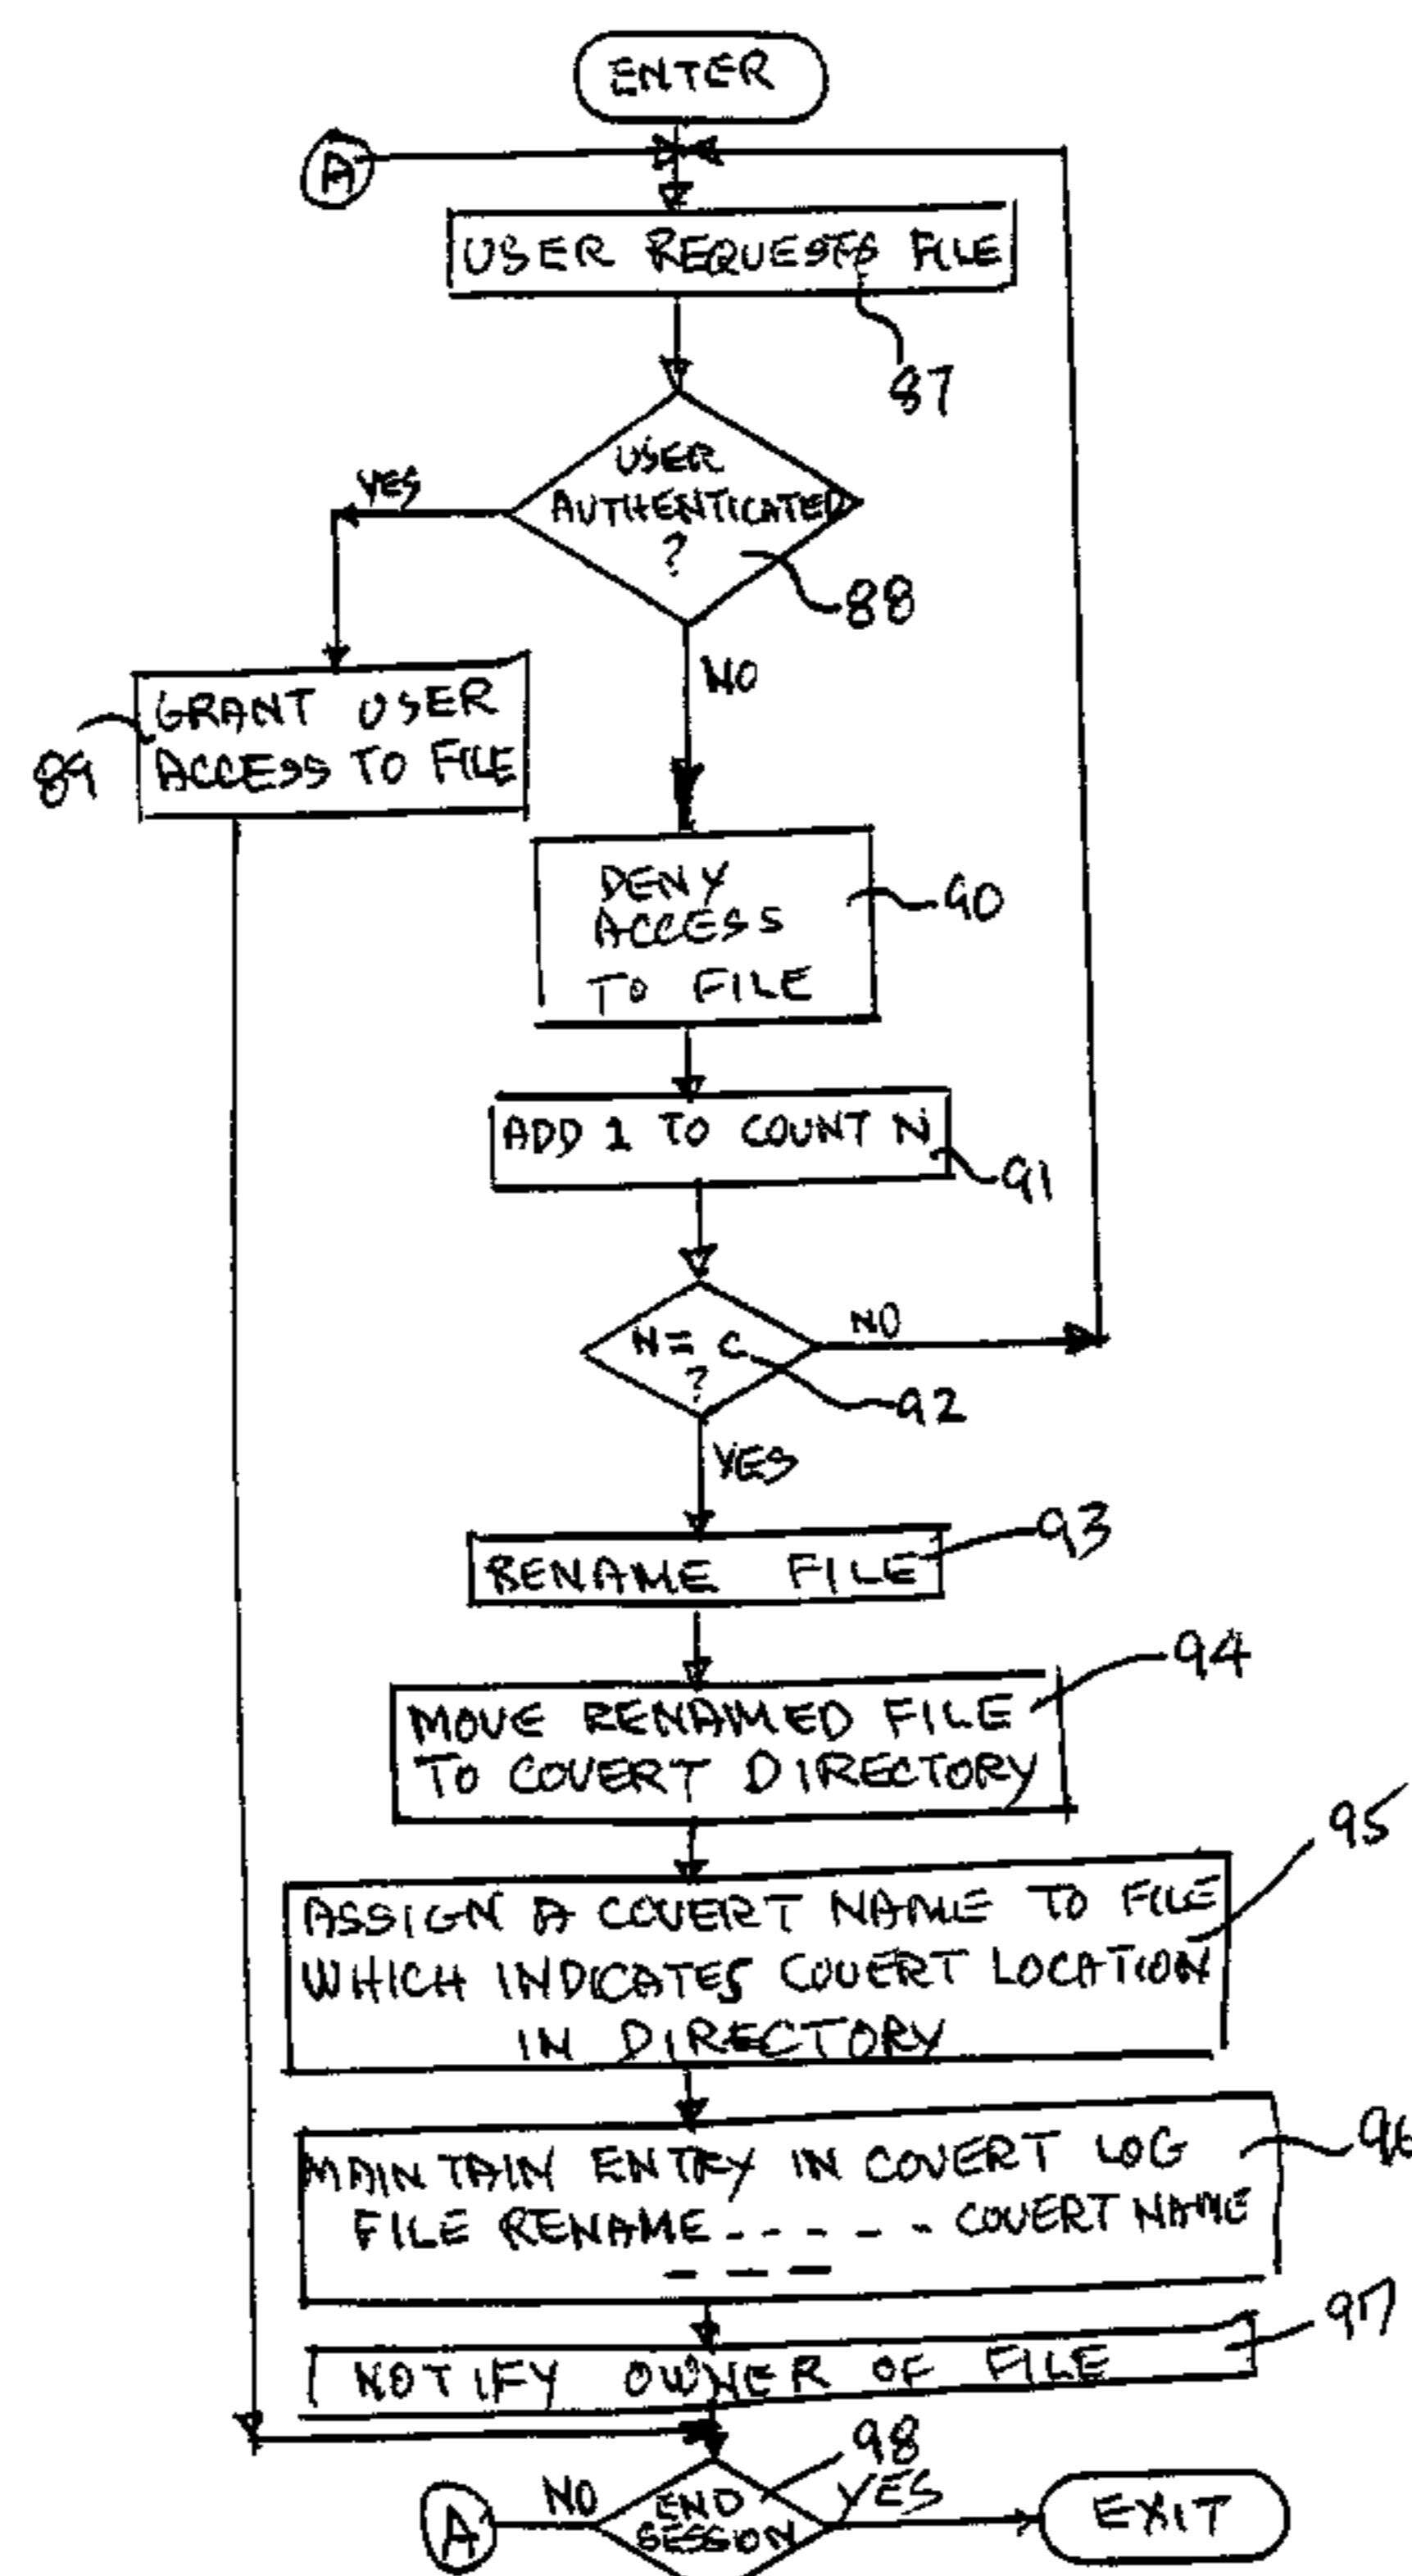 ENTER
A
USER REQUESTS FILE
87
USER
AUTHENTICATED
?
88
YES
NO
GRANT USER
ACCESS TO FILE
89
DENY
ACCESS
TO FILE
90
ADD 1 TO COUNT N
91
N = C
?
NO
92
YES
RENAME FILE
93
MOVE RENAMED FILE
TO COVERT DIRECTORY
94
ASSIGN A COVERT NAME TO FILE
WHICH INDICATES COVERT LOCATION
IN DIRECTORY
95
MAINTAIN ENTRY IN COVERT LOG
FILE RENAME - - - - - COVERT NAME
- - -
96
NOTIFY OWNER OF FILE
97
98
A
NO
END
SESSION
YES
EXIT